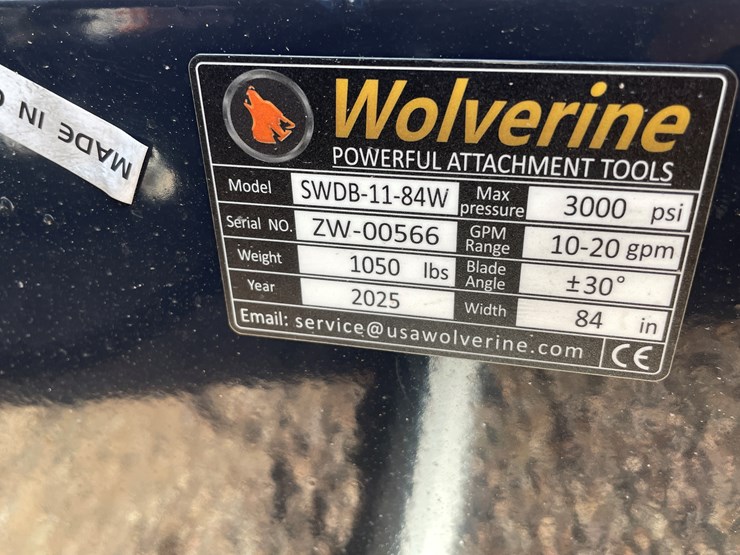 Wolverine
POWERFUL ATTACHMENT TOOLS
Model SWDB-11-84W Max pressure 3000 psi
Serial NO. ZW-00566 GPM Range 10-20 gpm
Weight 1050 lbs Blade Angle ±30°
Year 2025 Width 84 in
Email: service@usawolverine.com CE
MADE IN